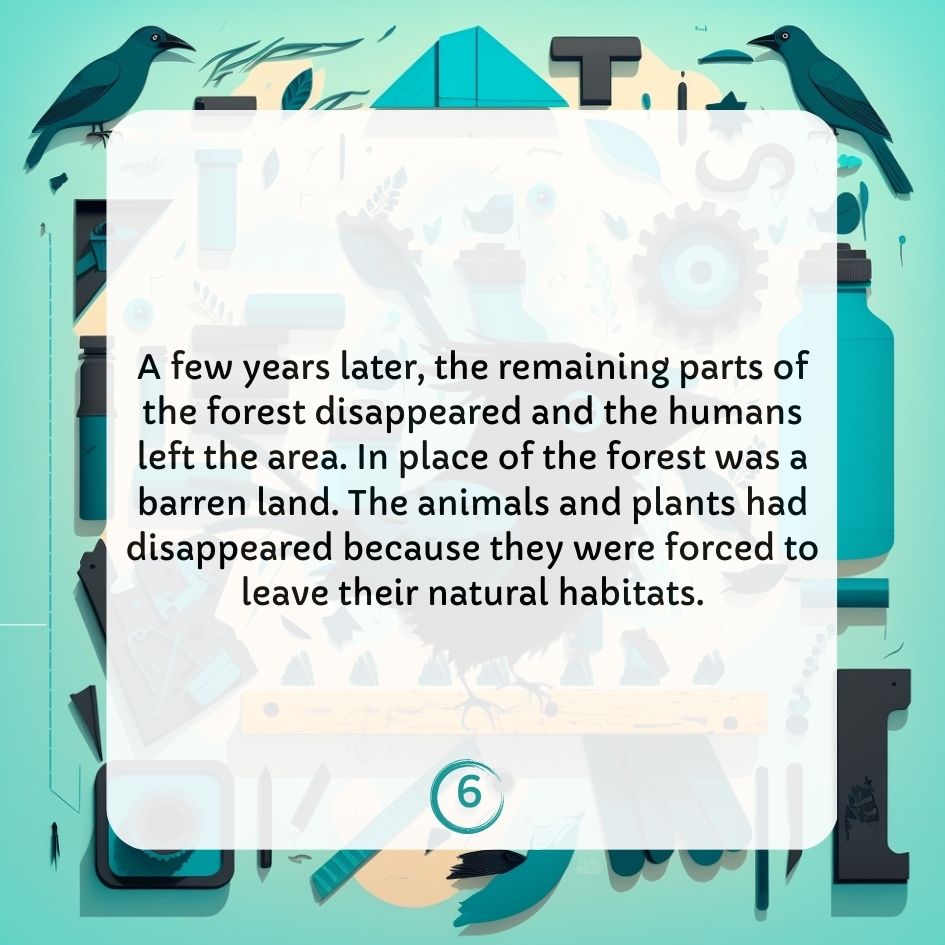 A few years later, the remaining parts of
the forest disappeared and the humans
left the area. In place of the forest was a
barren land. The animals and plants had
disappeared because they were forced to
leave their natural habitats.
6